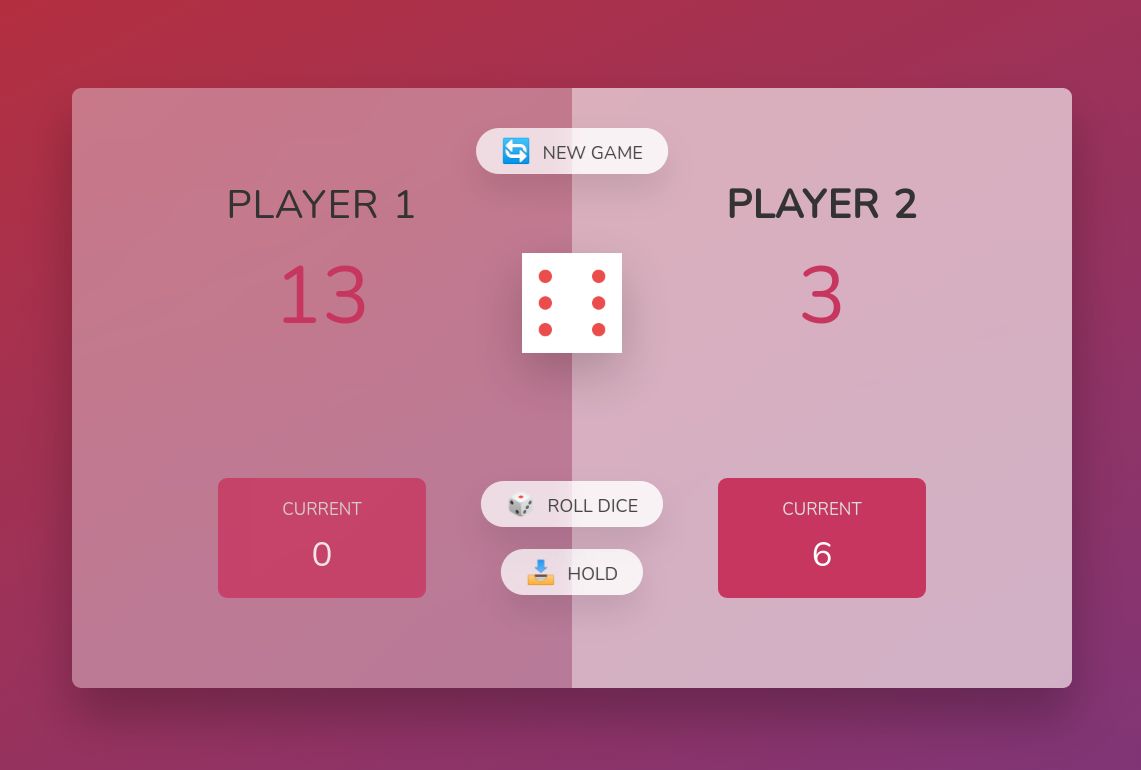 NEW GAME
PLAYER 1
13
PLAYER 2
3
CURRENT
0
ROLL DICE
HOLD
CURRENT
6